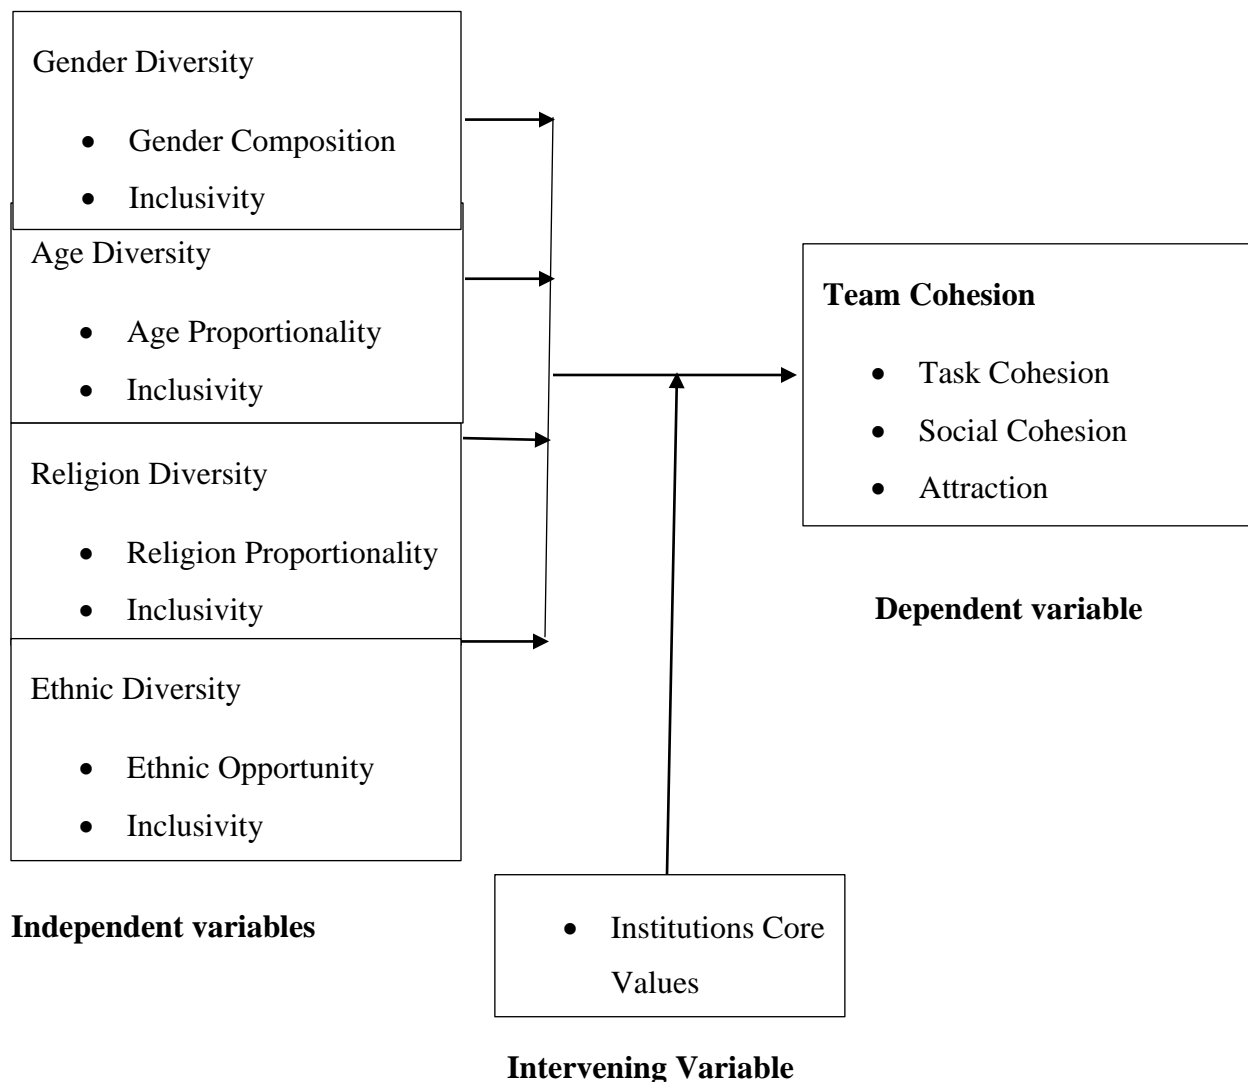 Gender Diversity
• Gender Composition
• Inclusivity
Age Diversity
• Age Proportionality
• Inclusivity
Religion Diversity
• Religion Proportionality
• Inclusivity
Ethnic Diversity
• Ethnic Opportunity
• Inclusivity
Independent variables
Team Cohesion
• Task Cohesion
• Social Cohesion
• Attraction
Dependent variable
• Institutions Core
Values
Intervening Variable